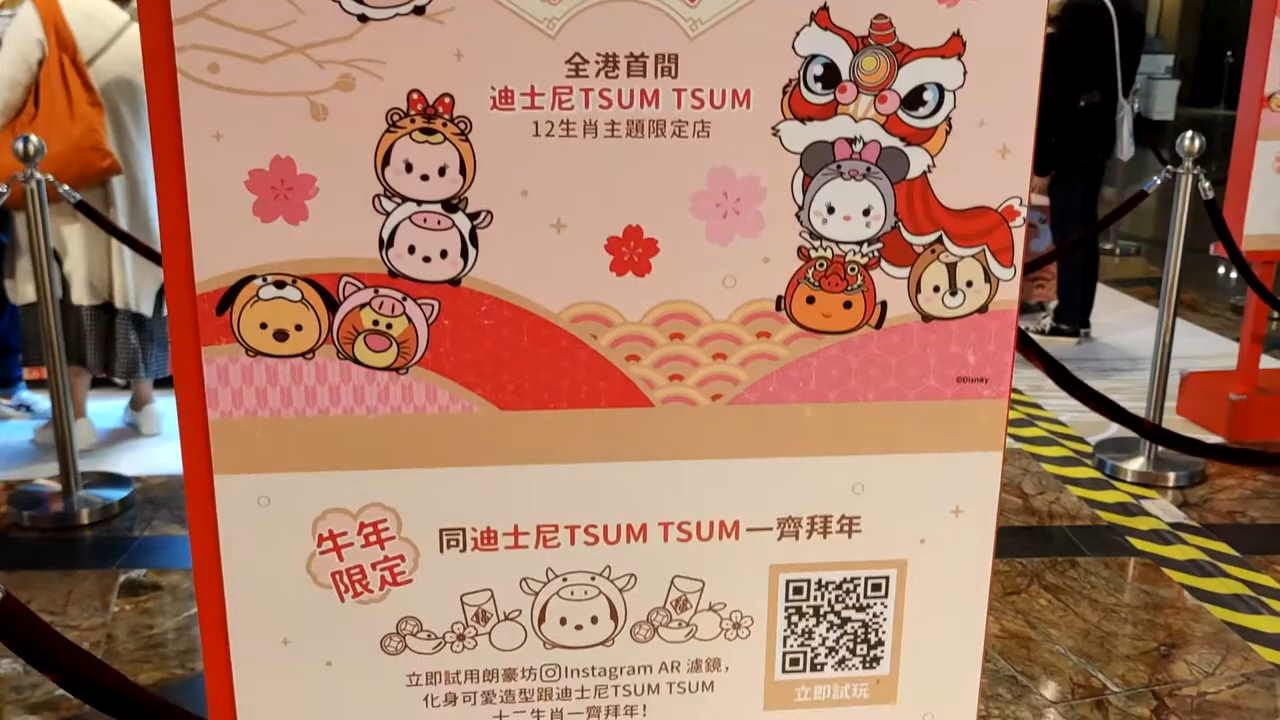 全港首間
迪士尼TSUM TSUM
12生肖主題限定店
©Disney
牛年
限定
同迪士尼TSUM TSUM一齊拜年
立即試用朗豪坊Instagram AR 濾鏡，
化身可愛造型跟迪士尼TSUM TSUM
十二生肖一齊拜年！
立即試玩